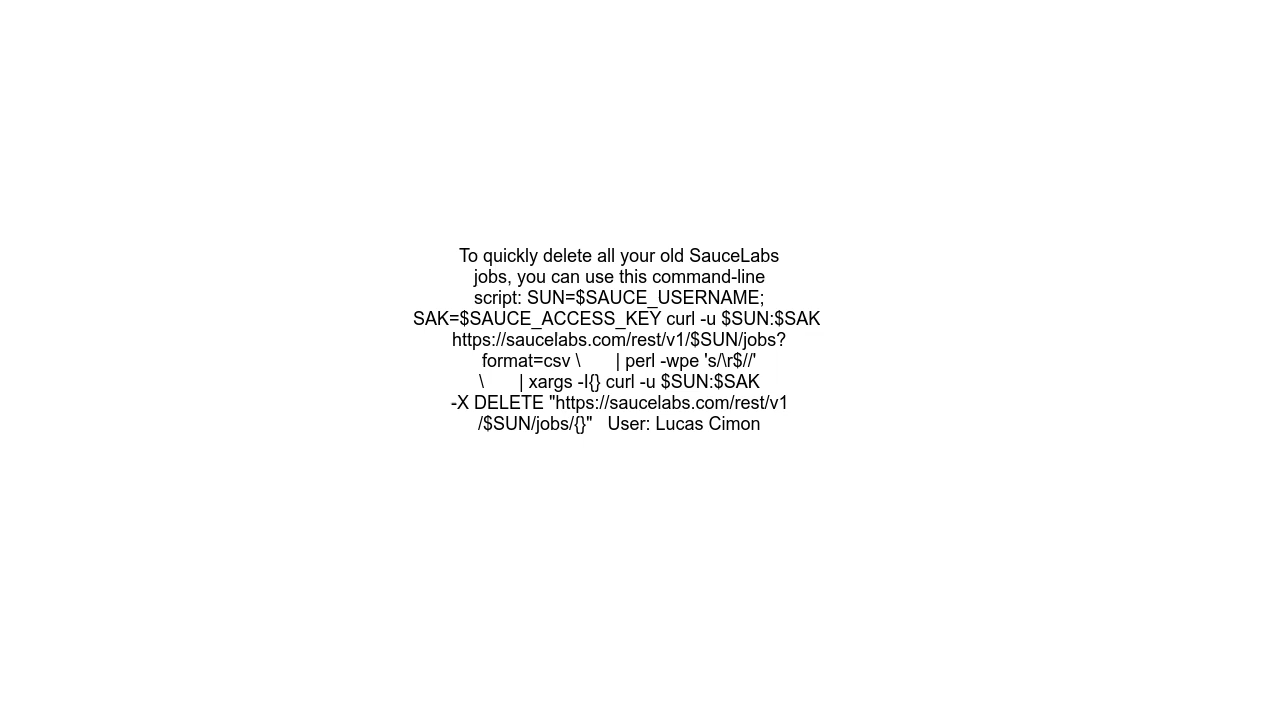 To quickly delete all your old SauceLabs
jobs, you can use this command-line
script: SUN=$SAUCE_USERNAME;
SAK=$SAUCE_ACCESS_KEY curl -u $SUN:$SAK
https://saucelabs.com/rest/v1/$SUN/jobs?
format=csv \       | perl -wpe 's/\r$//'
\       | xargs -I{} curl -u $SUN:$SAK
-X DELETE "https://saucelabs.com/rest/v1
/$SUN/jobs/{}"   User: Lucas Cimon